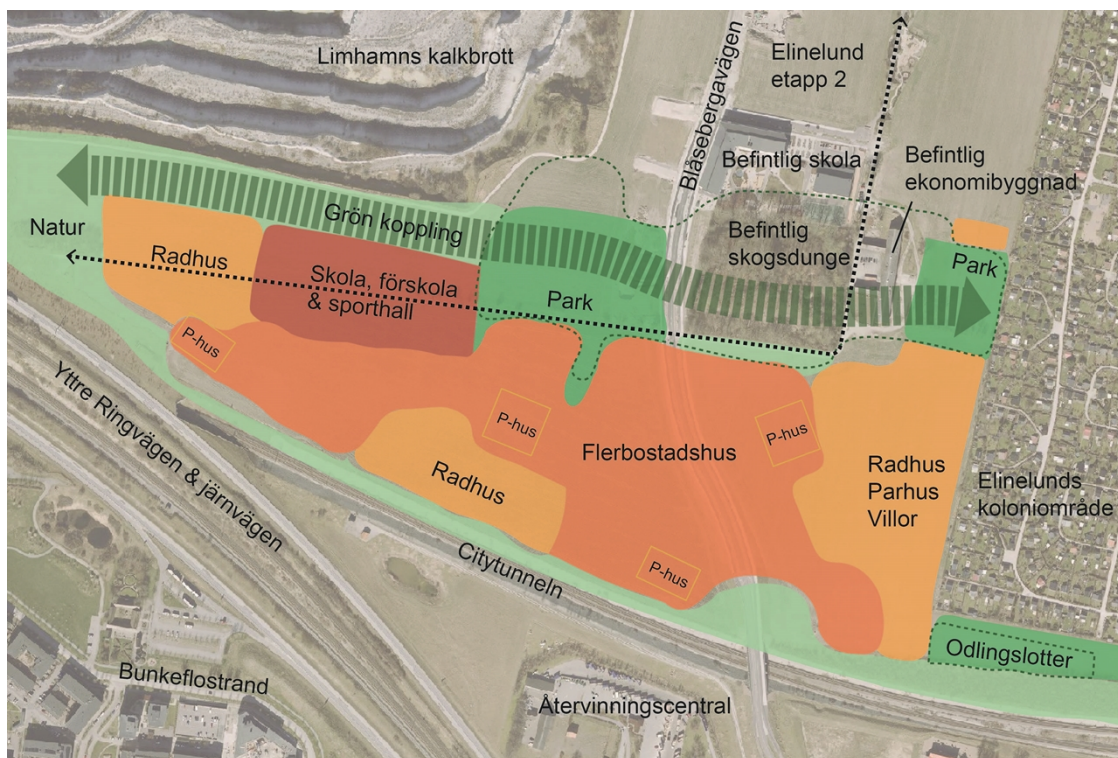 Limhamns kalkbrott
Blåsebergavägen
Elinelund
etapp 2
Befintlig skola
Befintlig
ekonomibyggnad
Natur
Grön koppling
Befintlig
skogsdunge
Radhus
Skola, förskola
& sporthall
Park
Park
P-hus
Yttre Ringvägen & järnvägen
P-hus
P-hus
Flerbostadshus
Radhus
Radhus
Parhus
Villor
Elinelunds
koloniområde
Citytunneln
P-hus
Odlingslotter
Bunkeflostrand
Återvinningscentral